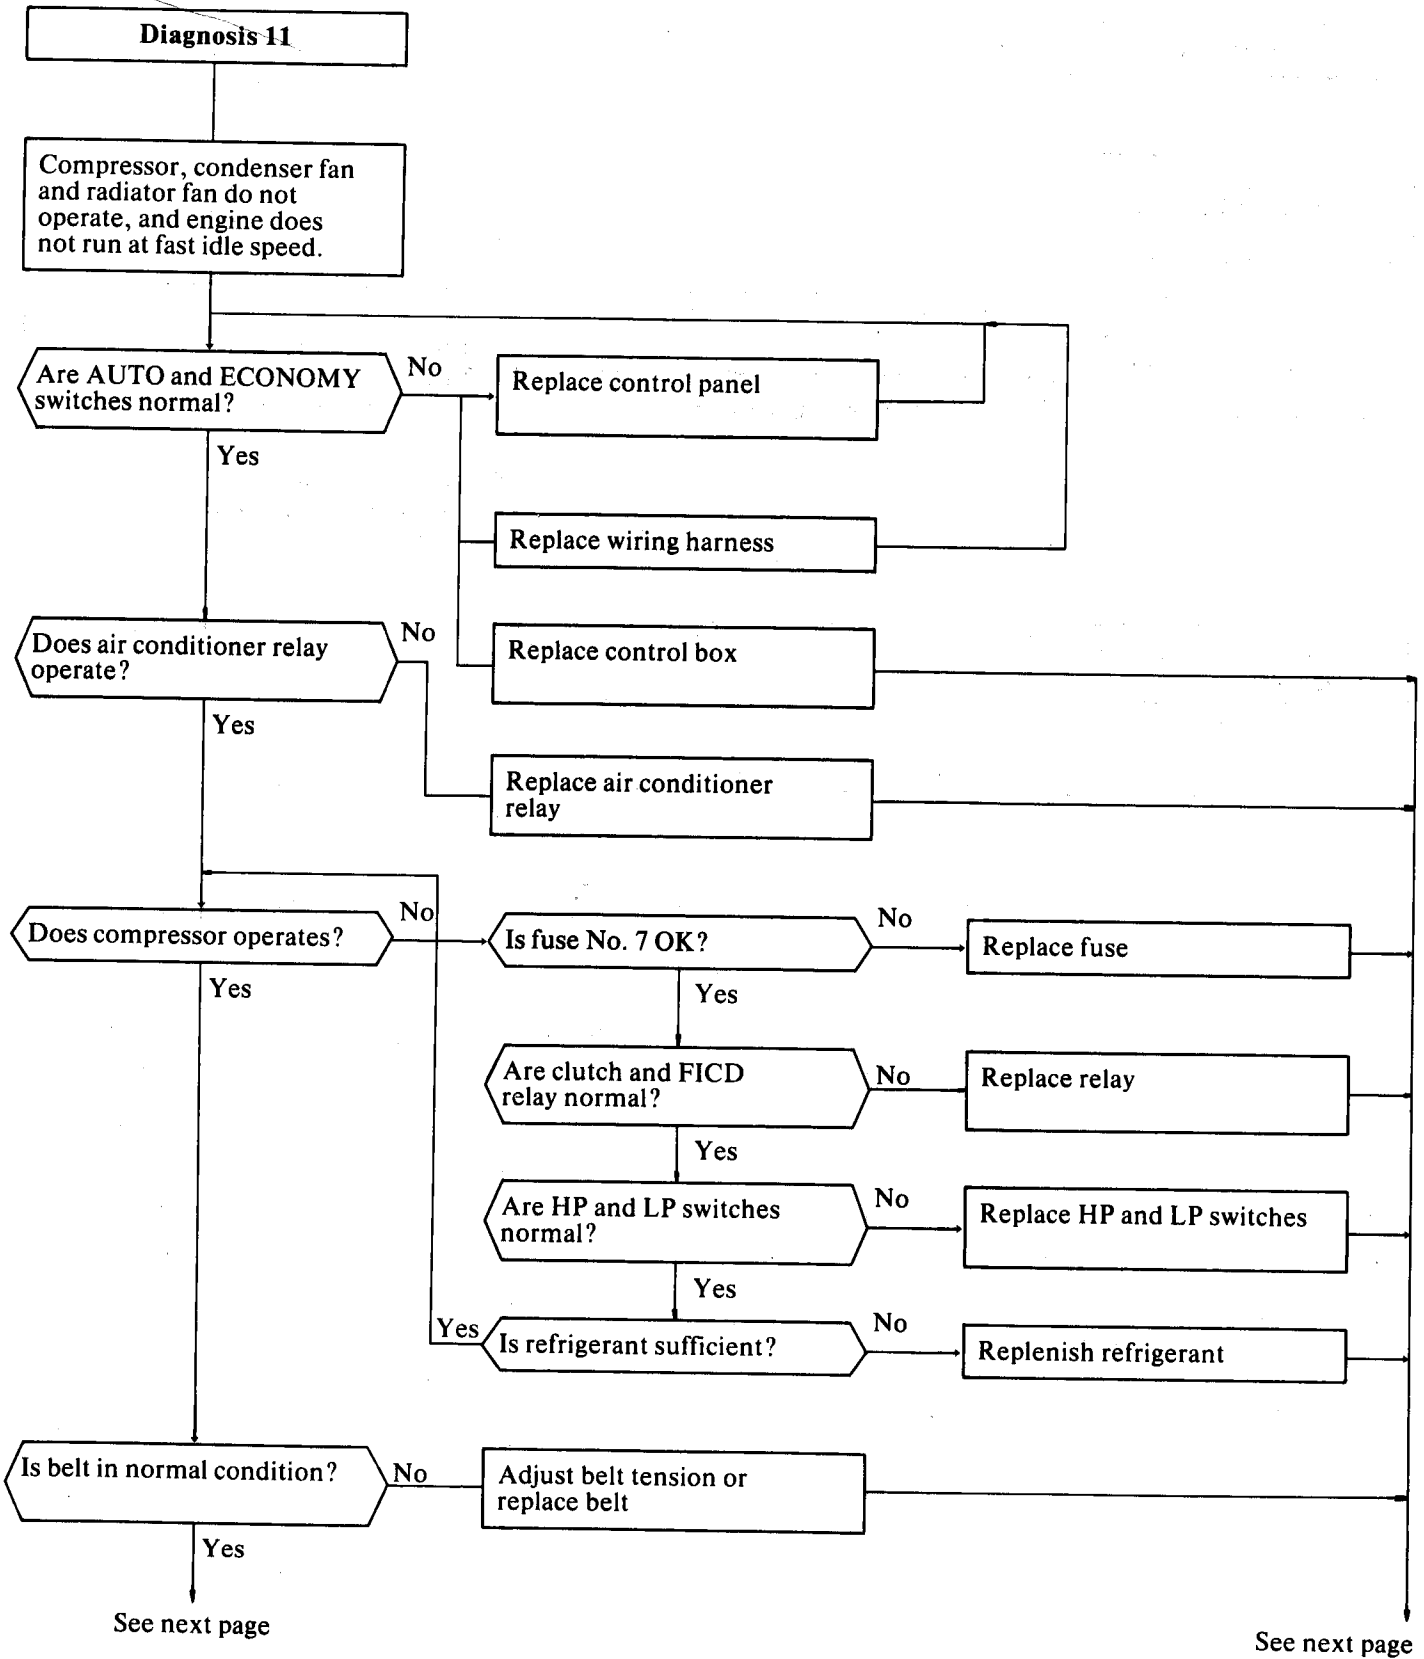 Diagnosis 11
Compressor, condenser fan
and radiator fan do not
operate, and engine does
not run at fast idle speed.
Are AUTO and ECONOMY
switches normal?
No
Replace control panel
Yes
Replace wiring harness
Replace control box
Does air conditioner relay
operate?
No
Yes
Replace air conditioner
relay
Does compressor operates?
No
Is fuse No. 7 OK?
No
Replace fuse
Yes
Yes
Are clutch and FICD
relay normal?
No
Replace relay
Yes
Are HP and LP switches
normal?
No
Replace HP and LP switches
Yes
Yes
Is refrigerant sufficient?
No
Replenish refrigerant
Is belt in normal condition?
No
Adjust belt tension or
replace belt
Yes
See next page
See next page